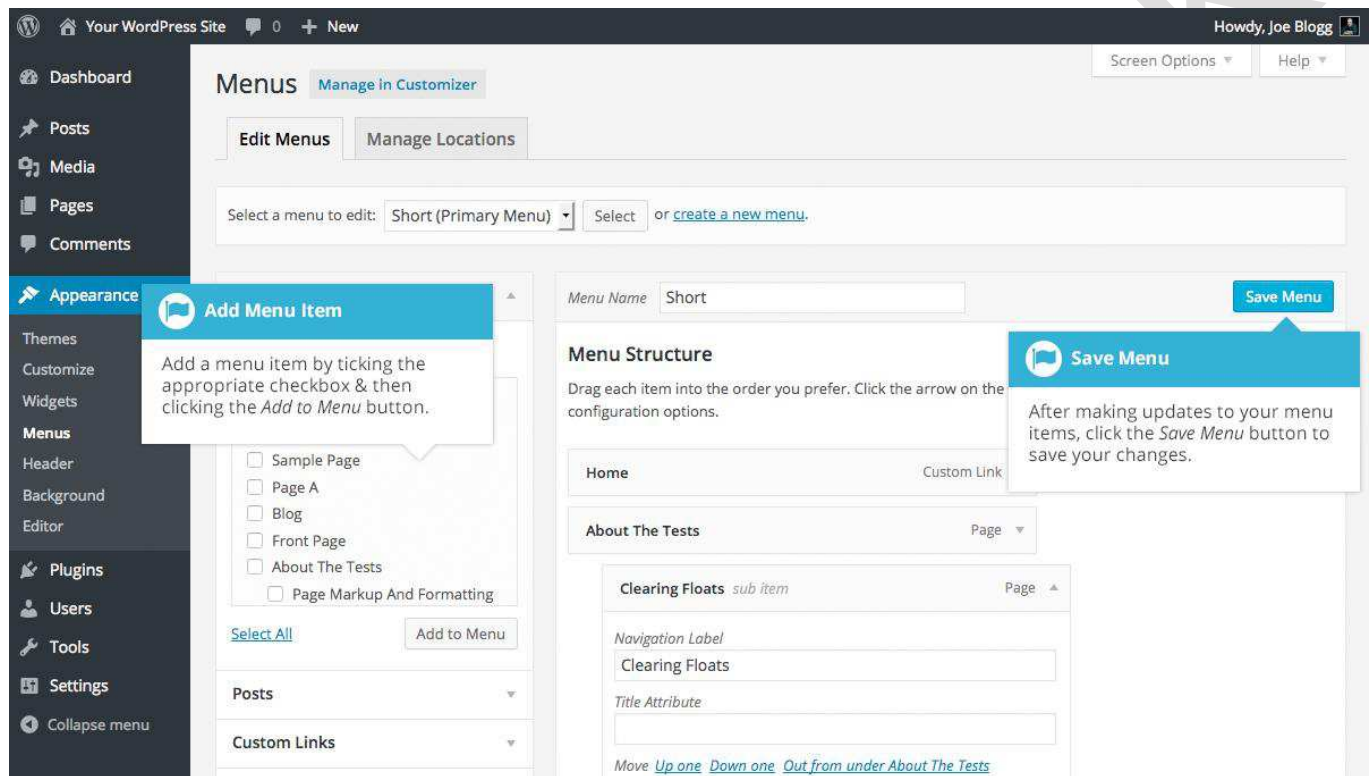 Your WordPress Site 0 + New Howdy, Joe Blogg
Screen Options Help
Dashboard
Posts
Media
Pages
Comments
Appearance
Themes
Customize
Widgets
Menus
Header
Background
Editor
Plugins
Users
Tools
Settings
Collapse menu
Menus Manage in Customizer
Edit Menus Manage Locations
Select a menu to edit: Short (Primary Menu) Select or create a new menu.
Add Menu Item
Add a menu item by ticking the
appropriate checkbox & then
clicking the Add to Menu button.
Sample Page
Page A
Blog
Front Page
About The Tests
Page Markup And Formatting
Select All Add to Menu
Posts
Custom Links
Menu Name Short Save Menu
Menu Structure
Drag each item into the order you prefer. Click the arrow on the
configuration options.
Save Menu
After making updates to your menu
items, click the Save Menu button to
save your changes.
Home Custom Link
About The Tests Page
Clearing Floats sub item Page
Navigation Label
Clearing Floats
Title Attribute
Move Up one Down one Out from under About The Tests